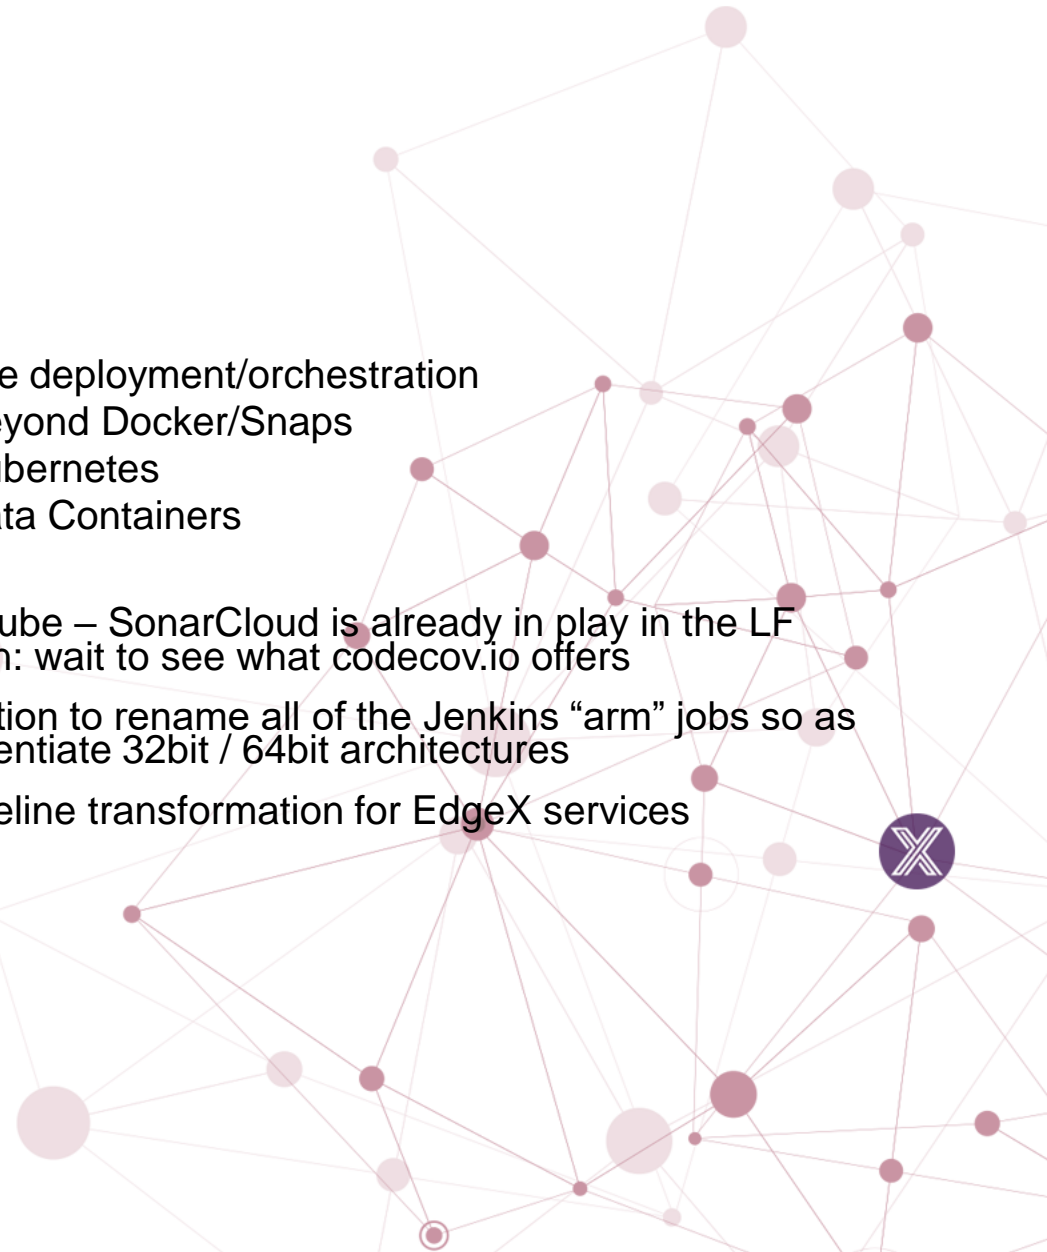 e deployment/orchestration
eyond Docker/Snaps
ubernetes
ata Containers
ube – SonarCloud is already in play in the LF
n: wait to see what codecov.io offers
tion to rename all of the Jenkins “arm” jobs so as
entiate 32bit / 64bit architectures
eline transformation for EdgeX services